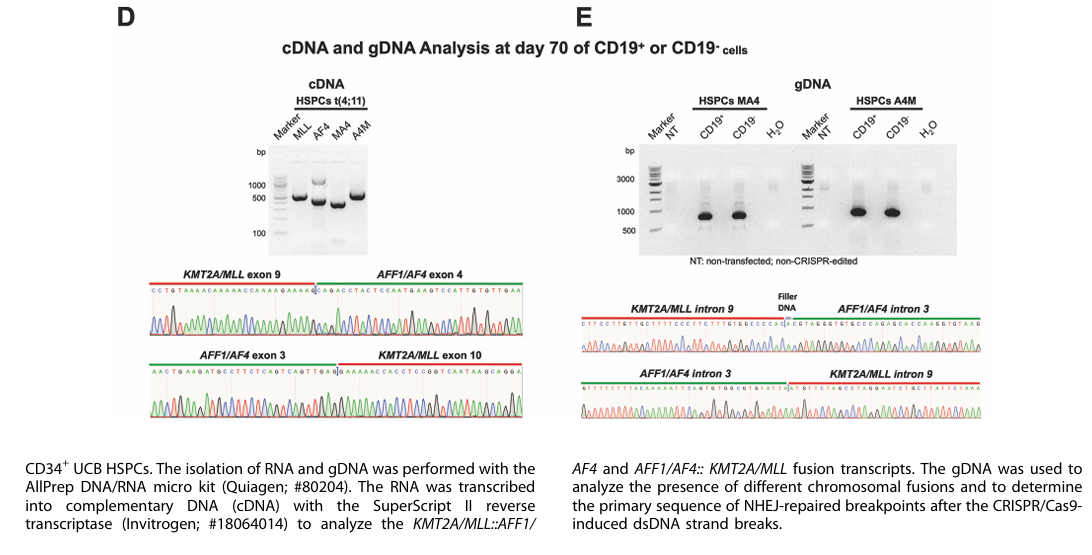 D
E
cDNA and gDNA Analysis at day 70 of CD19+ or CD19- cells
cDNA
HSPCs t(4;11)
Marker
MLL
AF4
MA4
A4M
bp
1000
500
100
KMT2A/MLL exon 9
AFF1/AF4 exon 4
CCTGTAAAACAAAAACCAAAAGAAAAGCAGACCTACTCCAATGAAGTCCATTGTGTTGAA
AFF1/AF4 exon 3
KMT2A/MLL exon 10
AACTGAAGATGCCTTCTCAGTCAGTTGAGGAAAAACCACCTCCGGTCAATAAGCAGGA
gDNA
HSPCs MA4
HSPCs A4M
Marker
NT
CD19+
CD19-
H2O
Marker
NT
CD19+
CD19-
H2O
bp
3000
1000
500
NT: non-transfected; non-CRISPR-edited
Filler
DNA
KMT2A/MLL intron 9
AFF1/AF4 intron 3
CTTCCTTGTTGCTTTTCCCTTCTTTGTGGCCCCACACGTAGGGTGTGCCCAGAGCACCAAGGTGTAAG
AFF1/AF4 intron 3
KMT2A/MLL intron 9
GTTTTTTTTACAAAAATTCAGTGTGGCGTGTATTAATGTTCTAGCCTAGGAATCTGCTTATTCTAAA
CD34+ UCB HSPCs. The isolation of RNA and gDNA was performed with the
AllPrep DNA/RNA micro kit (Quiagen; #80204). The RNA was transcribed
into complementary DNA (cDNA) with the SuperScript II reverse
transcriptase (Invitrogen; #18064014) to analyze the KMT2A/MLL::AFF1/
AF4 and AFF1/AF4:: KMT2A/MLL fusion transcripts. The gDNA was used to
analyze the presence of different chromosomal fusions and to determine
the primary sequence of NHEJ-repaired breakpoints after the CRISPR/Cas9-
induced dsDNA strand breaks.